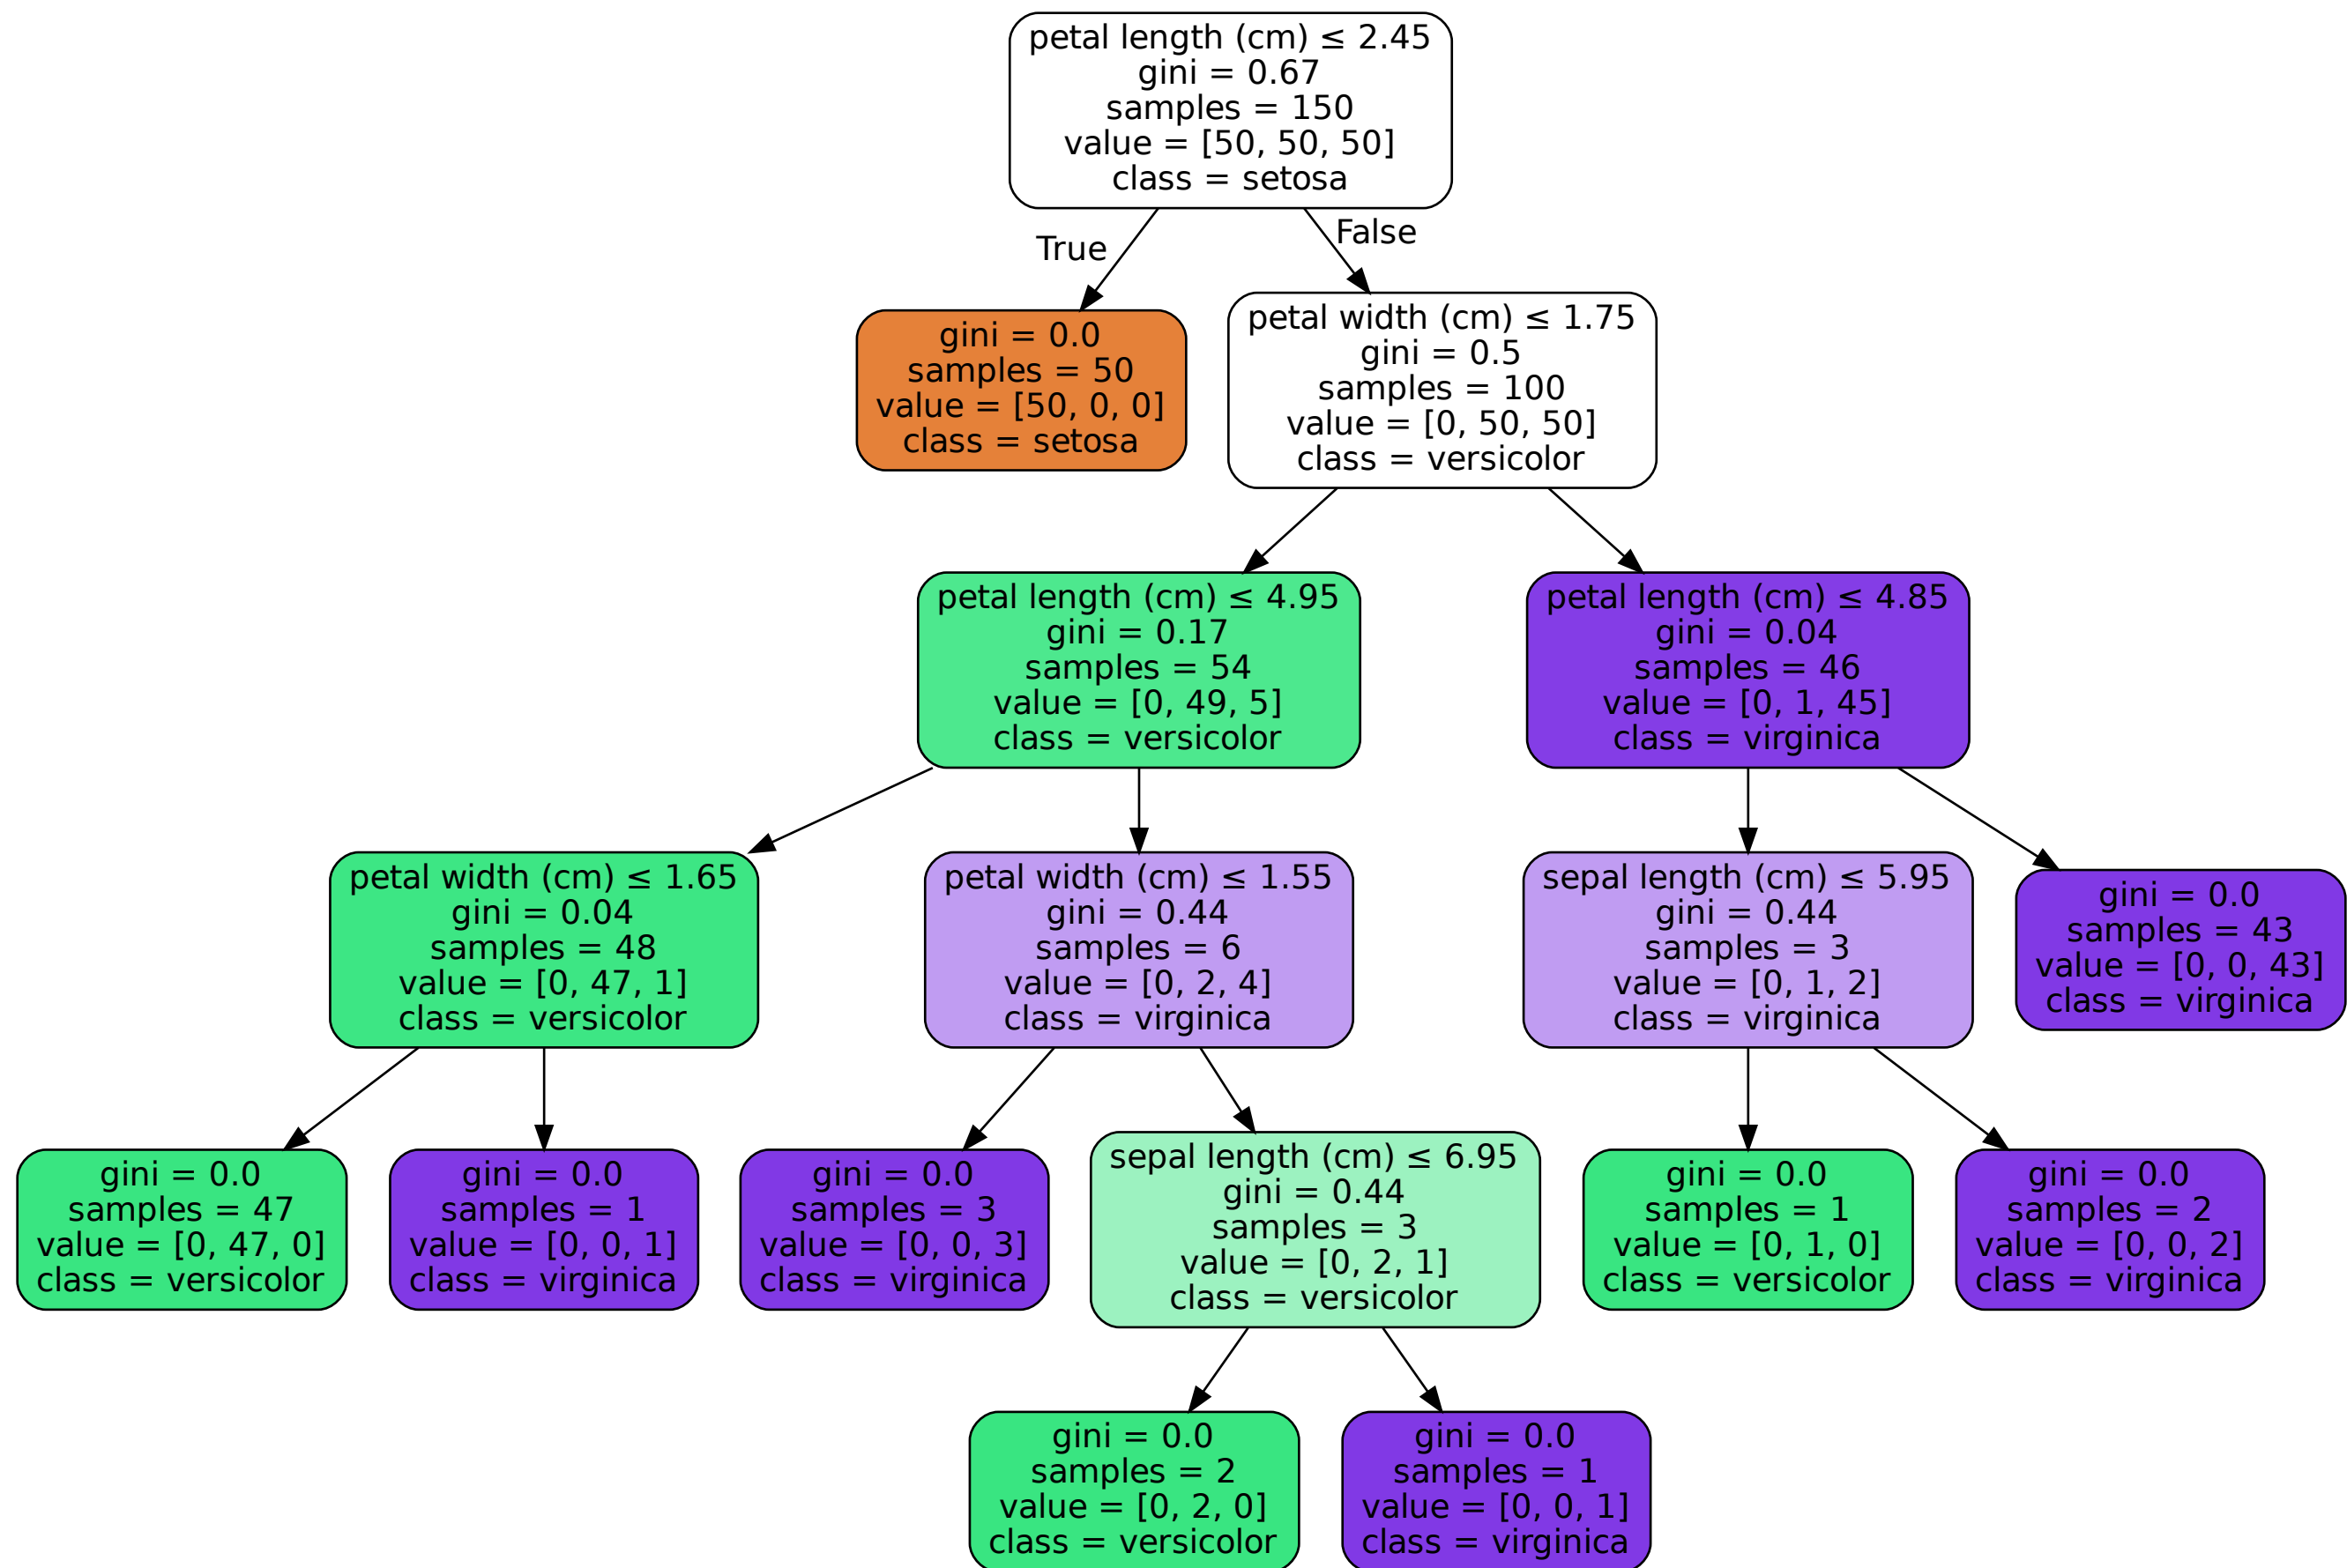 petal length (cm) ≤ 2.45
gini = 0.67
samples = 150
value = [50, 50, 50]
class = setosa
True
False
gini = 0.0
samples = 50
value = [50, 0, 0]
class = setosa
petal width (cm) ≤ 1.75
gini = 0.5
samples = 100
value = [0, 50, 50]
class = versicolor
petal length (cm) ≤ 4.95
gini = 0.17
samples = 54
value = [0, 49, 5]
class = versicolor
petal length (cm) ≤ 4.85
gini = 0.04
samples = 46
value = [0, 1, 45]
class = virginica
petal width (cm) ≤ 1.65
gini = 0.04
samples = 48
value = [0, 47, 1]
class = versicolor
petal width (cm) ≤ 1.55
gini = 0.44
samples = 6
value = [0, 2, 4]
class = virginica
sepal length (cm) ≤ 5.95
gini = 0.44
samples = 3
value = [0, 1, 2]
class = virginica
gini = 0.0
samples = 43
value = [0, 0, 43]
class = virginica
gini = 0.0
samples = 47
value = [0, 47, 0]
class = versicolor
gini = 0.0
samples = 1
value = [0, 0, 1]
class = virginica
gini = 0.0
samples = 3
value = [0, 0, 3]
class = virginica
sepal length (cm) ≤ 6.95
gini = 0.44
samples = 3
value = [0, 2, 1]
class = versicolor
gini = 0.0
samples = 1
value = [0, 1, 0]
class = versicolor
gini = 0.0
samples = 2
value = [0, 0, 2]
class = virginica
gini = 0.0
samples = 2
value = [0, 2, 0]
class = versicolor
gini = 0.0
samples = 1
value = [0, 0, 1]
class = virginica